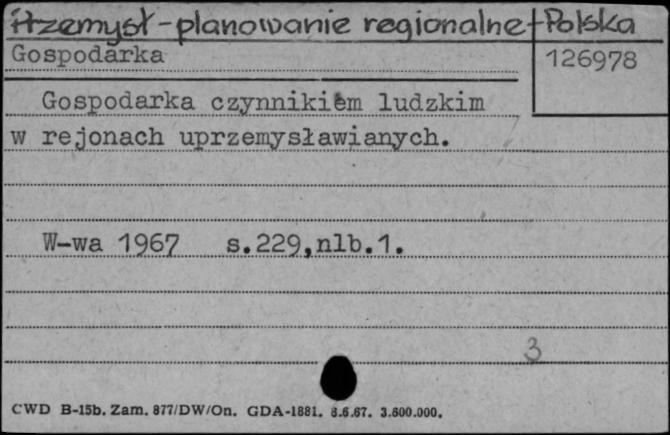 Przemysł - planowanie regionalne - Polska
Gospodarka 126978
Gospodarka czynnikiem ludzkim
w rejonach uprzemysławianych.
W-wa 1967 s.229,nlb.1.
3
CWD B-15b. Zam. 877/DW/On. GDA-1881. 6.6.67. 3.600.000.